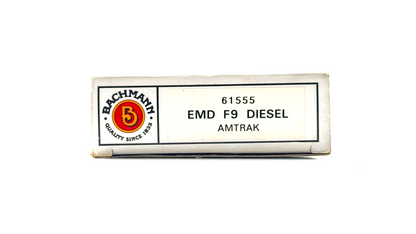 BACHMANN
B
• QUALITY SINCE 1833 •
61555
EMD F9 DIESEL
AMTRAK